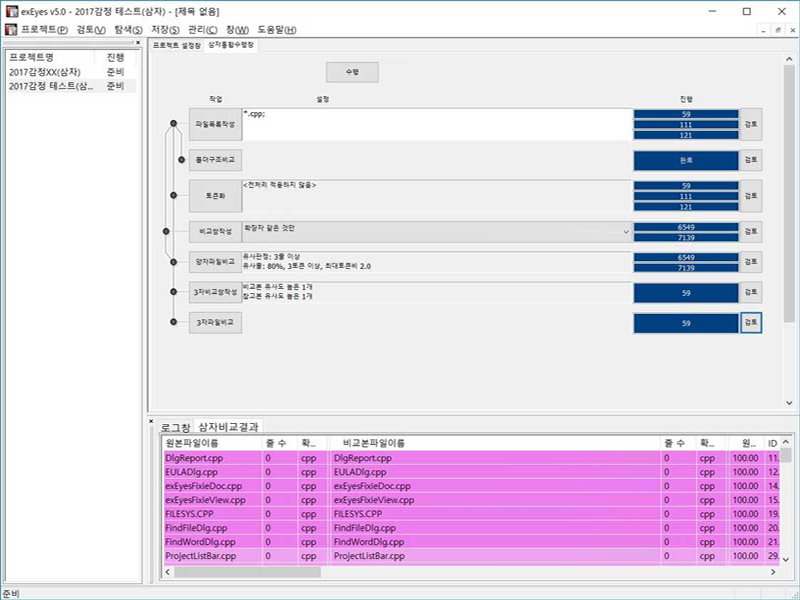 exEyes v5.0 - 2017감정 테스트(삼자) - [제목 없음]
프로젝트(P) 검토(V) 탐색(S) 저장(S) 관리(C) 창(W) 도움말(H)
프로젝트명 진행
2017감정XX(삼자) 준비
2017감정 테스트(삼... 준비
프로젝트 설정창 삼자통합수행창
수행
작업 설정 진행
파일목록작성 *.cpp; 59 검토
111
121
폴더구조비교 완료 검토
토큰화 <전처리 적용하지 않음> 59 검토
111
121
비교쌍작성 확장자 같은 것만 6549 검토
7139
양자파일비교 유사판정: 3줄 이상 6549 검토
유사율: 80%, 3토큰 이상, 최대토큰비 2.0 7139
3자비교쌍작성 비교본 유사도 높은 1개 59 검토
참고본 유사도 높은 1개
3자파일비교 59 검토
로그창 삼자비교결과
원본파일이름 줄 수 확... 비교본파일이름 줄 수 확... 원... ID
DlgReport.cpp 0 cpp DlgReport.cpp 0 cpp 100.00 11.
EULADlg.cpp 0 cpp EULADlg.cpp 0 cpp 100.00 12.
exEyesFixleDoc.cpp 0 cpp exEyesFixleDoc.cpp 0 cpp 100.00 14.
exEyesFixleView.cpp 0 cpp exEyesFixleView.cpp 0 cpp 100.00 15.
FILESYS.CPP 0 cpp FILESYS.CPP 0 cpp 100.00 19.
FindFileDlg.cpp 0 cpp FindFileDlg.cpp 0 cpp 100.00 20.
FindWordDlg.cpp 0 cpp FindWordDlg.cpp 0 cpp 100.00 21.
ProjectListBar.cpp 0 cpp ProjectListBar.cpp 0 cpp 100.00 29.
준비